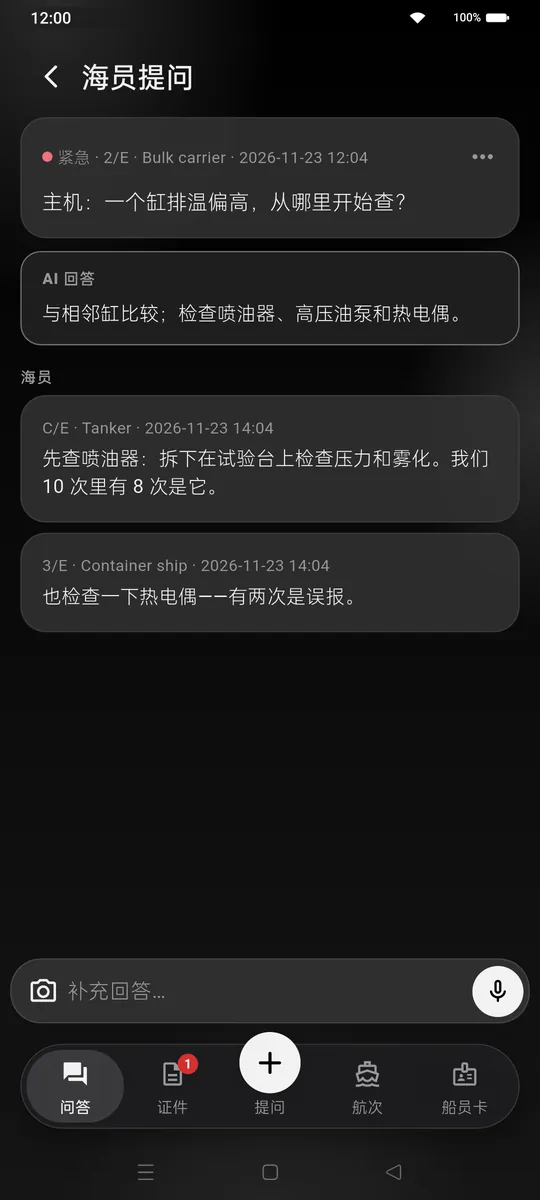 12:00
100%
海员提问
紧急 · 2/E · Bulk carrier · 2026-11-23 12:04
主机：一个缸排温偏高，从哪里开始查？
AI 回答
与相邻缸比较；检查喷油器、高压油泵和热电偶。
海员
C/E · Tanker · 2026-11-23 14:04
先查喷油器：拆下在试验台上检查压力和雾化。我们
10 次里有 8 次是它。
3/E · Container ship · 2026-11-23 14:04
也检查一下热电偶——有两次是误报。
补充回答…
1
问答
证件
提问
航次
船员卡